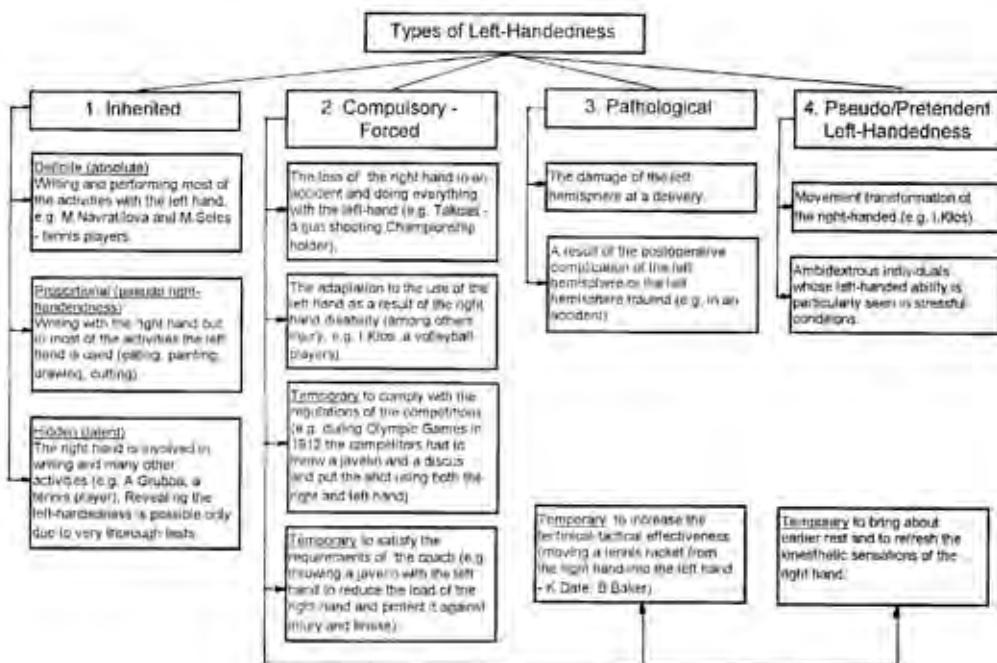 Types of Left-Handedness
1. Inherited
Definite (absolute)
Writing and performing most of
the activities with the left hand,
e.g. M.Navratilova and M.Seles
- tennis players.
Proportional (pseudo right-
handendness)
Writing with the right hand but
in most of the activities the left
hand is used (eating, painting,
drawing, cutting)
Hidden (latent)
The right hand is involved in
writing and many other
activities (e.g. A Grubba, a
tennis player). Revealing the
left-handedness is possible only
due to very thorough tests.
2 Compulsory -
Forced
The loss of the right hand in an
accident and doing everything
with the left-hand (e.g.
- a gun shooting Championship
holder).
The adaptation to the use of the
left hand as a result of the right
hand disability (among others
injury), e.g. I.Klos, a volleyball
players).
Temporary to comply with the
regulations of the competitions
(e.g. during Olympic Games in
1912 the competitors had to
throw a javelin and a discus
and put the shot using both the
right and left hand)
Temporary to satisfy the
requirements of the coach (e.g.
throwing a javelin with the left
hand to reduce the load of the
right hand and protect it against
injury and
3. Pathological
The damage of the left
hemisphere at a delivery.
A result of the postoperative
complication of the left
hemisphere or the left
hemisphere trauma (e.g. in an
accident)
Temporary to increase the
technical-tactical effectiveness
(moving a tennis racket from
the right hand into the left hand
- K.Date, B.Baker)
4. Pseudo/Pretendent
Left-Handedness
Movement transformation of
the right-handed (e.g. I.Klos)
Ambidextrous individuals
whose left-handed ability is
particularly seen in stressful
conditions.
Temporary to bring about
earlier rest and to refresh the
kinesthetic sensations of the
right hand.